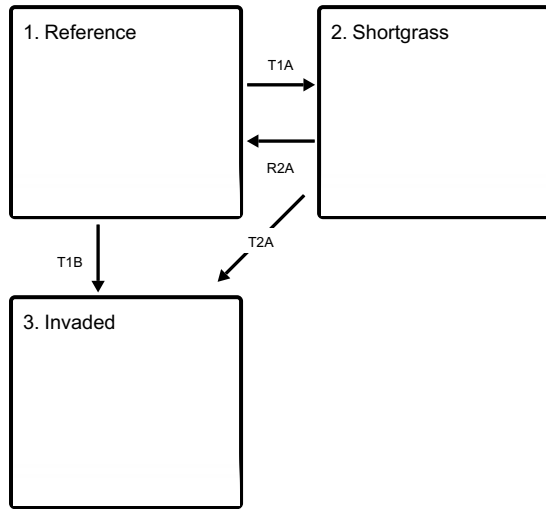 1. Reference
2. Shortgrass
T1A
R2A
T1B
T2A
3. Invaded